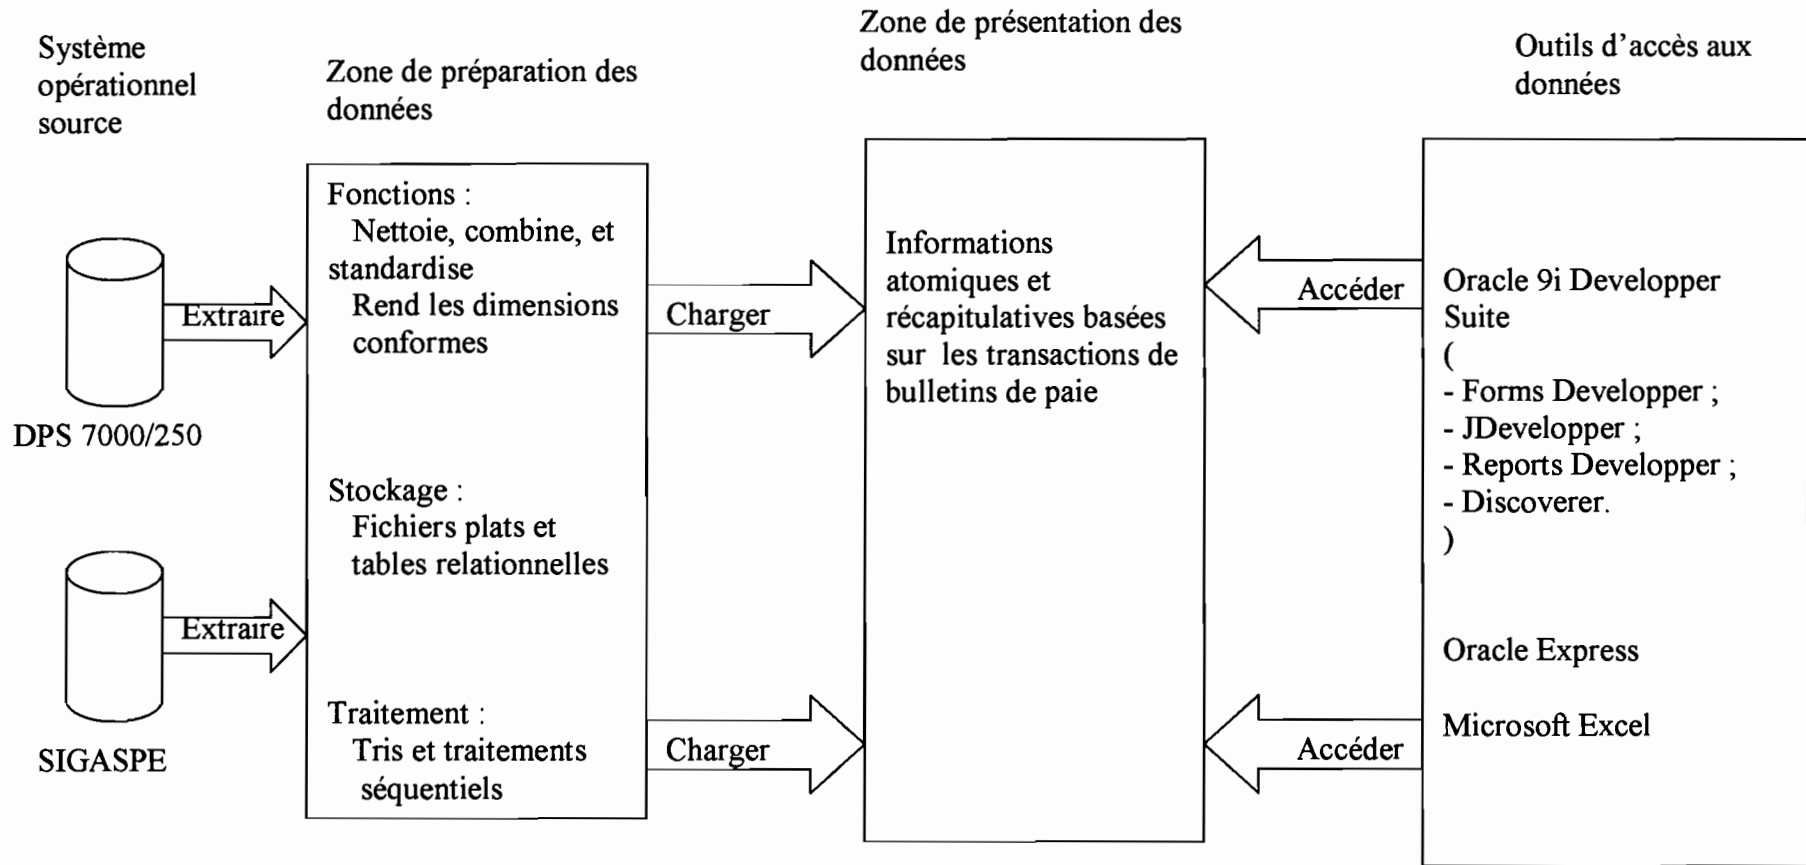 Système
opérationnel
source
Zone de préparation des
données
Zone de présentation des
données
Outils d'accès aux
données
DPS 7000/250
SIGASPE
Extraire
Extraire
Fonctions :
Nettoie, combine, et
standardise
Rend les dimensions
conformes
Stockage :
Fichiers plats et
tables relationnelles
Traitement :
Tris et traitements
séquentiels
Charger
Charger
Informations
atomiques et
récapitulatives basées
sur les transactions de
bulletins de paie
Accéder
Accéder
Oracle 9i Developper
Suite
(
- Forms Developper ;
- JDevelopper ;
- Reports Developper ;
- Discoverer.
)
Oracle Express
Microsoft Excel